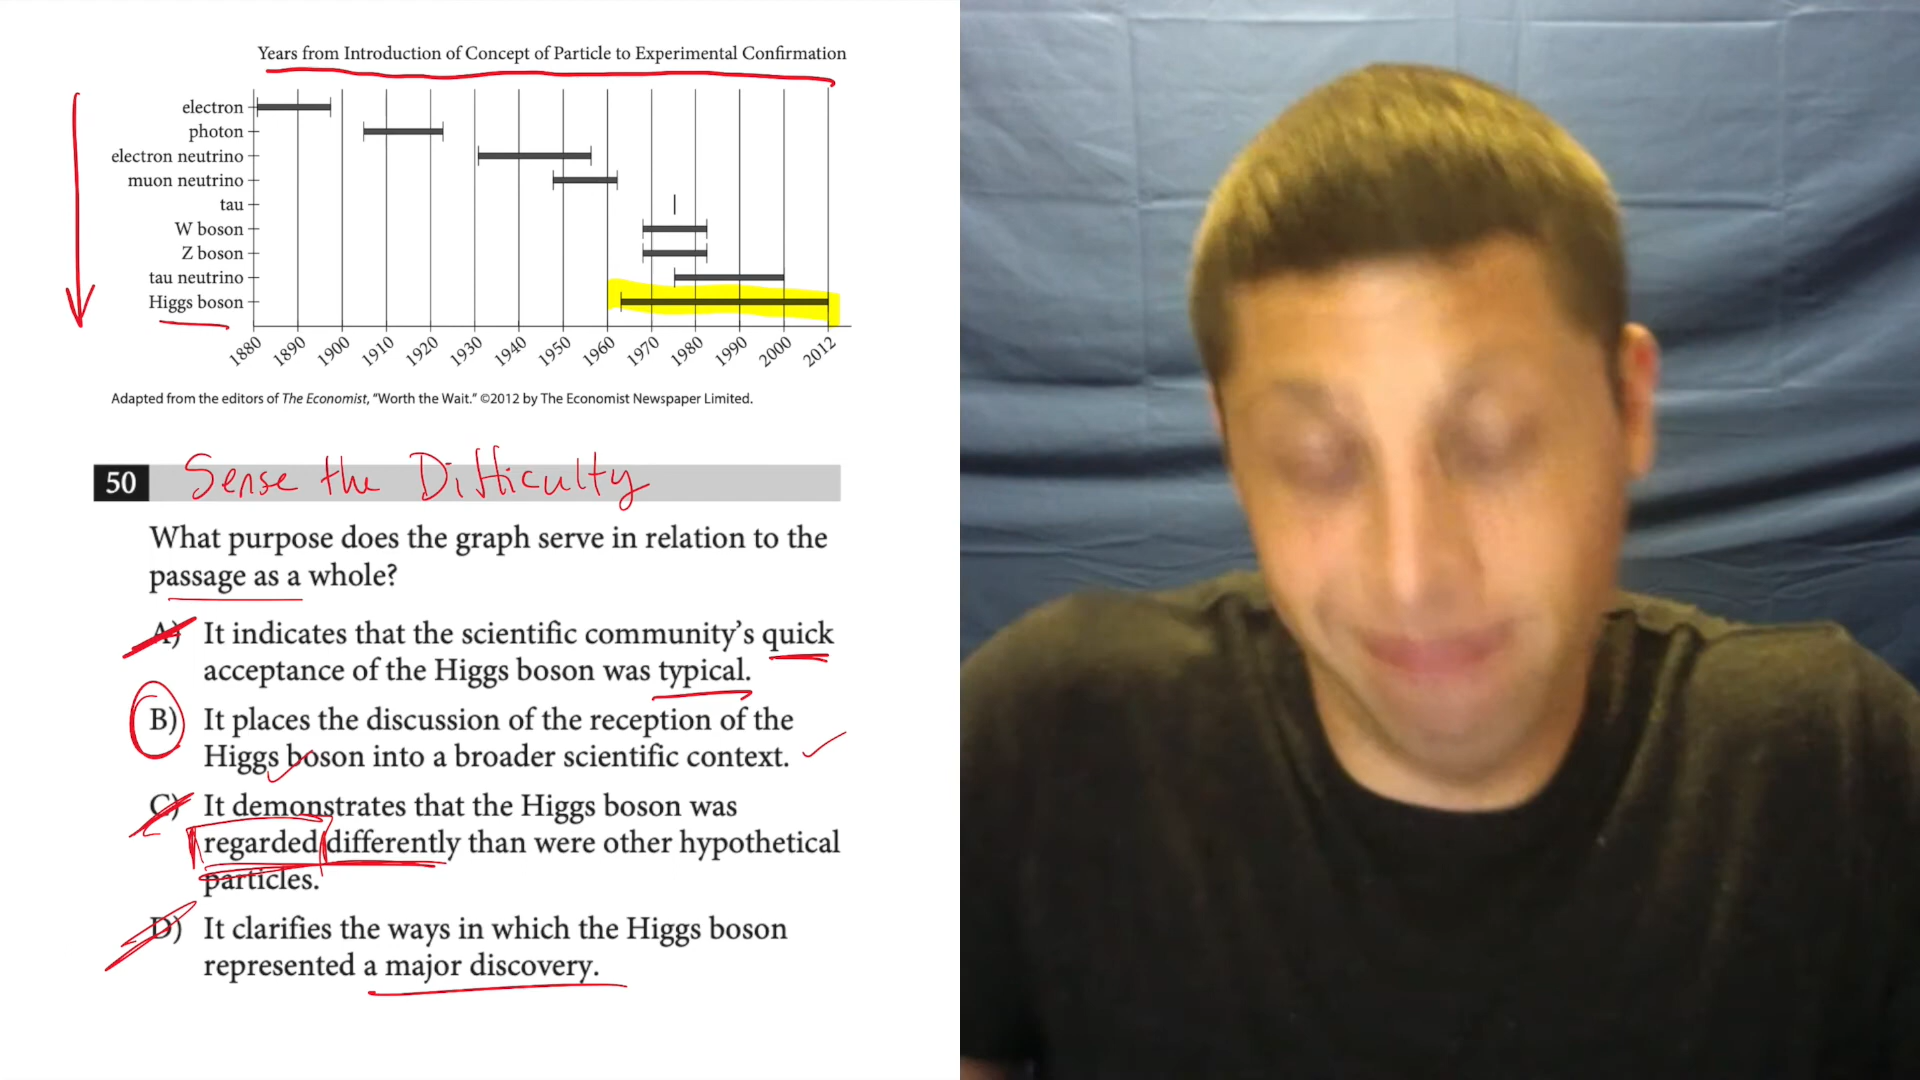 Years from Introduction of Concept of Particle to Experimental Confirmation
electron
photon
electron neutrino
muon neutrino
tau
W boson
Z boson
tau neutrino
Higgs boson
1880 1890 1900 1910 1920 1930 1940 1950 1960 1970 1980 1990 2000 2012
Adapted from the editors of The Economist, “Worth the Wait.” ©2012 by The Economist Newspaper Limited.
50 Sense the Difficulty
What purpose does the graph serve in relation to the
passage as a whole?
A) It indicates that the scientific community’s quick
acceptance of the Higgs boson was typical.
B) It places the discussion of the reception of the
Higgs boson into a broader scientific context.
C) It demonstrates that the Higgs boson was
regarded differently than were other hypothetical
particles.
D) It clarifies the ways in which the Higgs boson
represented a major discovery.